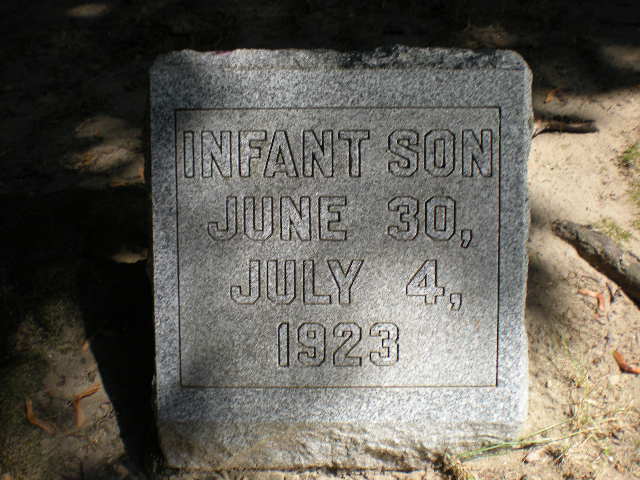 INFANT SON
JUNE 30,
JULY 4,
1923